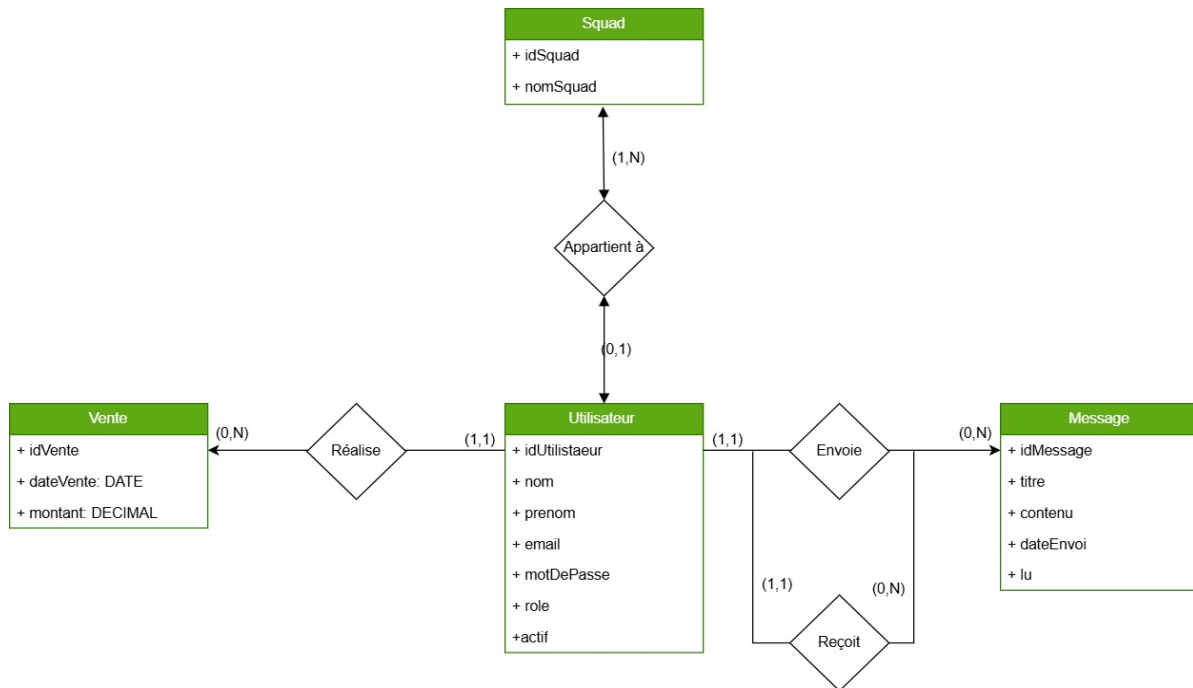 Squad
+ idSquad
+ nomSquad
(1,N)
Appartient à
(0,1)
Vente
+ idVente
+ dateVente: DATE
+ montant: DECIMAL
(0,N)
Réalise
(1,1)
Utilisateur
+ idUtilistaeur
+ nom
+ prenom
+ email
+ motDePasse
+ role
+actif
(1,1)
Envoie
(0,N)
Message
+ idMessage
+ titre
+ contenu
+ dateEnvoi
+ lu
(1,1)
Reçoit
(0,N)